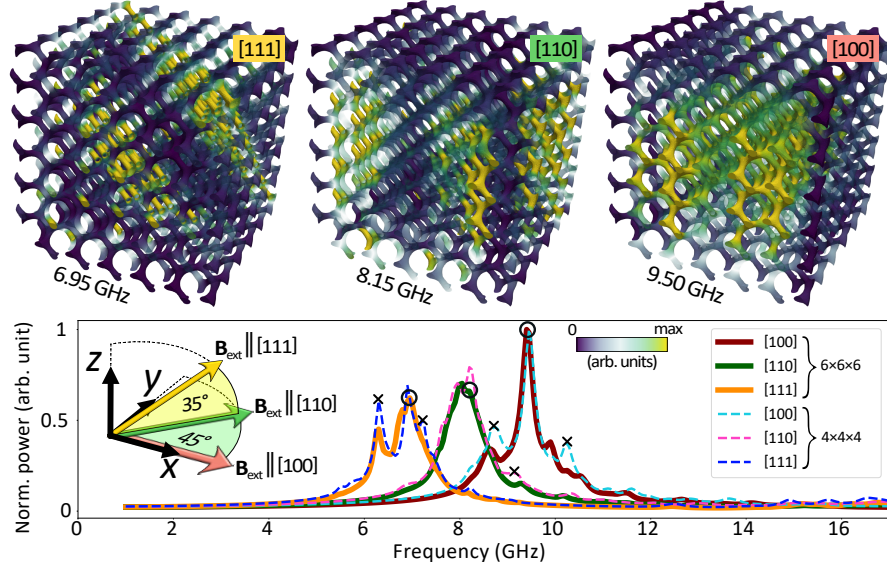 [111]
[110]
[100]
6.95 GHz
8.15 GHz
9.50 GHz
Norm. power (arb. unit)
1
0.5
0
0 2 4 6 8 10 12 14 16
Frequency (GHz)
z
y
x
B_ext ∥ [111]
35°
B_ext ∥ [110]
45°
B_ext ∥ [100]
0 max
(arb. units)
[100]
[110] 6×6×6
[111]
[100]
[110] 4×4×4
[111]